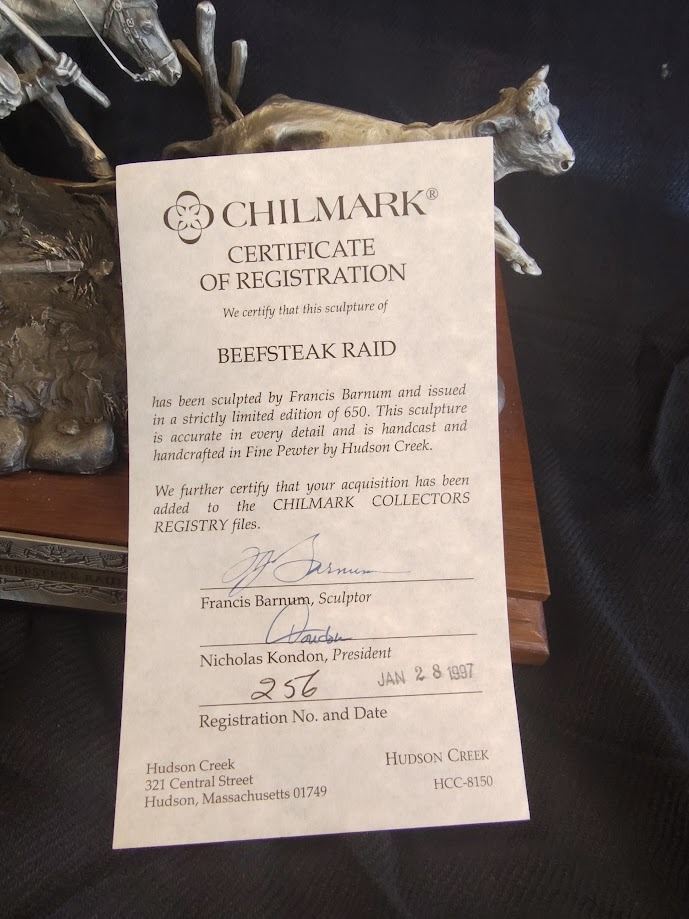 CHILMARK®
CERTIFICATE
OF REGISTRATION
We certify that this sculpture of
BEEFSTEAK RAID
has been sculpted by Francis Barnum and issued
in a strictly limited edition of 650. This sculpture
is accurate in every detail and is handcast and
handcrafted in Fine Pewter by Hudson Creek.
We further certify that your acquisition has been
added to the CHILMARK COLLECTORS
REGISTRY files.
Barnum
Francis Barnum, Sculptor
Kondon
Nicholas Kondon, President
256 JAN 28 1997
Registration No. and Date
Hudson Creek
321 Central Street
Hudson, Massachusetts 01749
HUDSON CREEK
HCC-8150